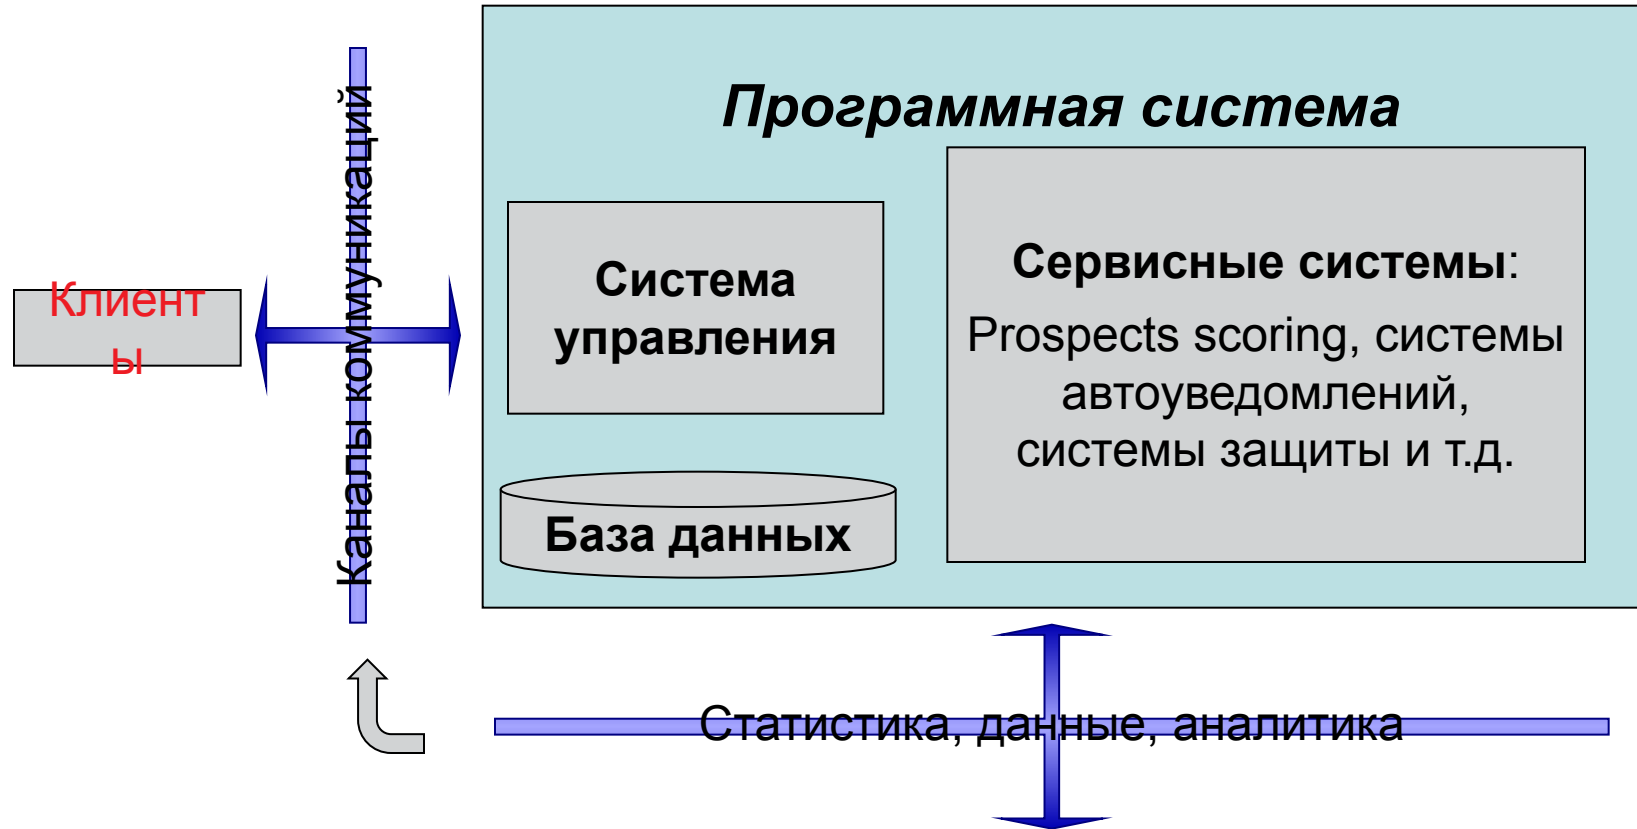 Программная система
Каналы коммуникаций
Клиент
ы
Система
управления
База данных
Сервисные системы:
Prospects scoring, системы
автоуведомлений,
системы защиты и т.д.
Статистика, данные, аналитика